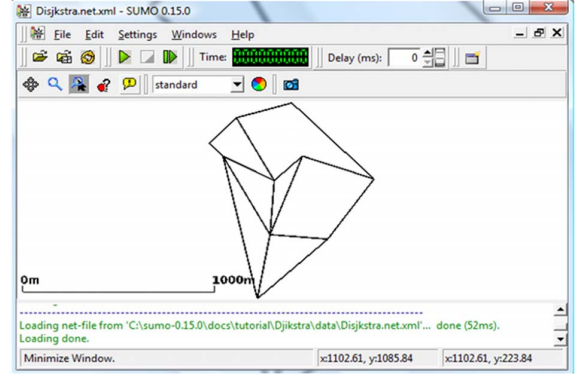 Disjkstra.net.xml - SUMO 0.15.0
File Edit Settings Windows Help
Time: Delay (ms): 0
standard
0m 1000m
Loading net-file from 'C:\sumo-0.15.0\docs\tutorial\Djikstra\data\Disjkstra.net.xml'... done (52ms).
Loading done.
Minimize Window. x:1102.61, y:1085.84 x:1102.61, y:223.84